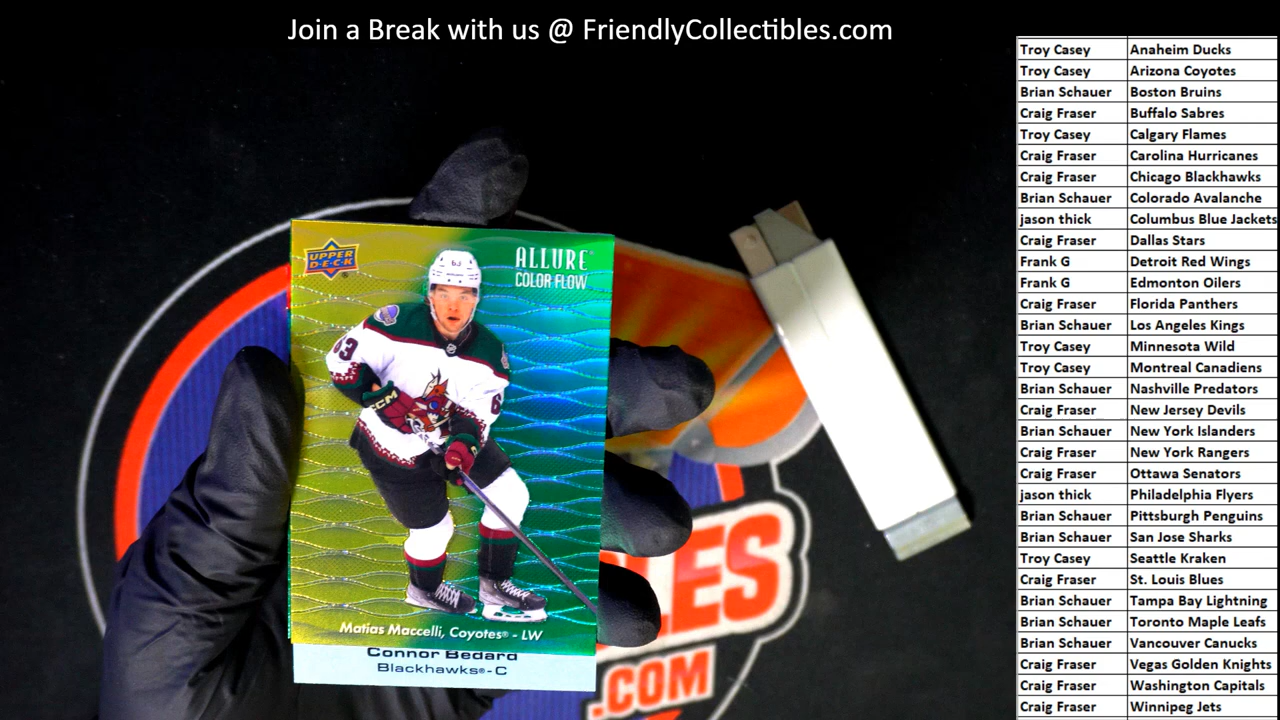 Join a Break with us @ FriendlyCollectibles.com
Troy Casey Anaheim Ducks
Troy Casey Arizona Coyotes
Brian Schauer Boston Bruins
Craig Fraser Buffalo Sabres
Troy Casey Calgary Flames
Craig Fraser Carolina Hurricanes
Craig Fraser Chicago Blackhawks
Brian Schauer Colorado Avalanche
jason thick Columbus Blue Jackets
Craig Fraser Dallas Stars
Frank G Detroit Red Wings
Frank G Edmonton Oilers
Craig Fraser Florida Panthers
Brian Schauer Los Angeles Kings
Troy Casey Minnesota Wild
Troy Casey Montreal Canadiens
Brian Schauer Nashville Predators
Craig Fraser New Jersey Devils
Brian Schauer New York Islanders
Craig Fraser New York Rangers
Craig Fraser Ottawa Senators
jason thick Philadelphia Flyers
Brian Schauer Pittsburgh Penguins
Brian Schauer San Jose Sharks
Troy Casey Seattle Kraken
Craig Fraser St. Louis Blues
Brian Schauer Tampa Bay Lightning
Brian Schauer Toronto Maple Leafs
Brian Schauer Vancouver Canucks
Craig Fraser Vegas Golden Knights
Craig Fraser Washington Capitals
Craig Fraser Winnipeg Jets
UPPER
DECK
ALLURE
COLOR FLOW
63
63
CCM
Matias Maccelli, Coyotes® - LW
Connor Bedard
Blackhawks® - C
LES
.COM